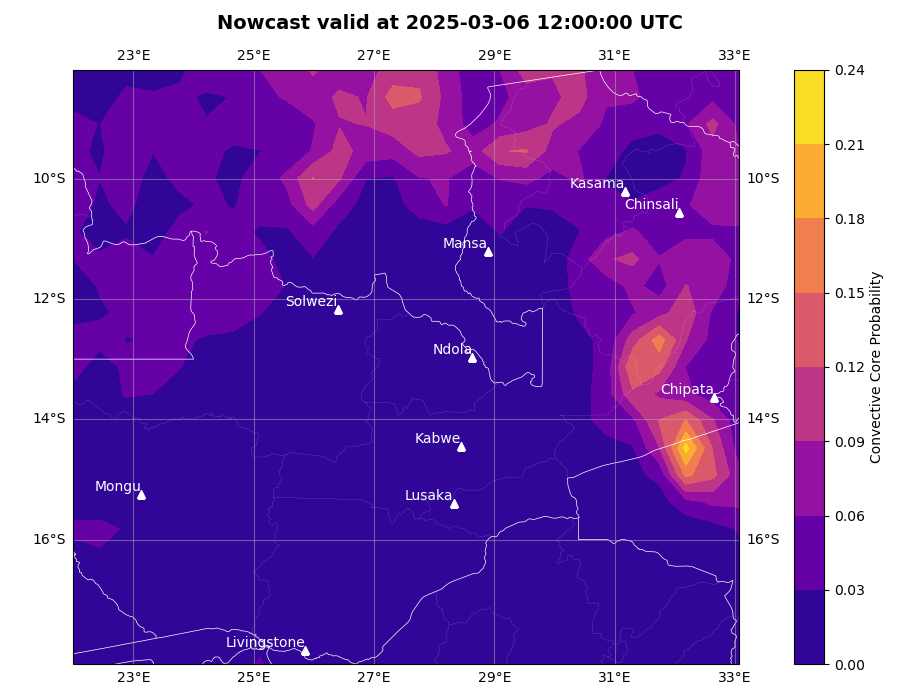 Nowcast valid at 2025-03-06 12:00:00 UTC
23°E 25°E 27°E 29°E 31°E 33°E
0.24
0.21
10°S 10°S
Kasama
Chinsali
0.18
Mansa
0.15
12°S 12°S
Solwezi
Convective Core Probability
Ndola
0.12
Chipata
14°S 14°S
Kabwe
0.09
Mongu
Lusaka
0.06
16°S 16°S
0.03
Livingstone
0.00
23°E 25°E 27°E 29°E 31°E 33°E